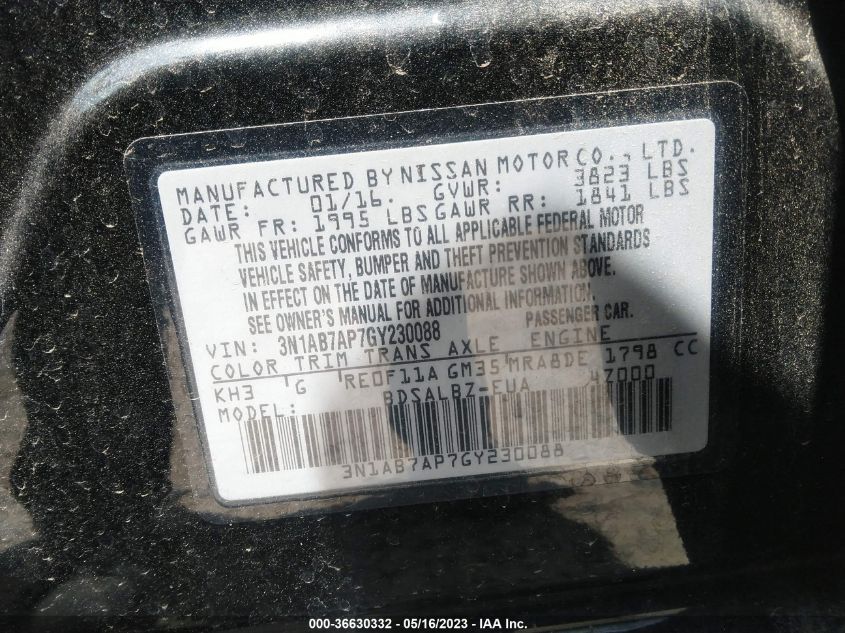 MANUFACTURED BY NISSAN MOTOR CO., LTD.
DATE: 01/16. GVWR: 3823 LBS
GAWR FR: 1995 LBS GAWR RR: 1841 LBS
THIS VEHICLE CONFORMS TO ALL APPLICABLE FEDERAL MOTOR
VEHICLE SAFETY, BUMPER AND THEFT PREVENTION STANDARDS
IN EFFECT ON THE DATE OF MANUFACTURE SHOWN ABOVE.
SEE OWNER'S MANUAL FOR ADDITIONAL INFORMATION.
VIN: 3N1AB7AP7GY230088 PASSENGER CAR.
COLOR TRIM TRANS AXLE ENGINE
KH3 'G 'RE0F11A GM35'MRA8DE 1798 CC
MODEL: BDSALBZ-EUA 4Z000
3N1AB7AP7GY230088
000-36630332 - 05/16/2023 - IAA Inc.